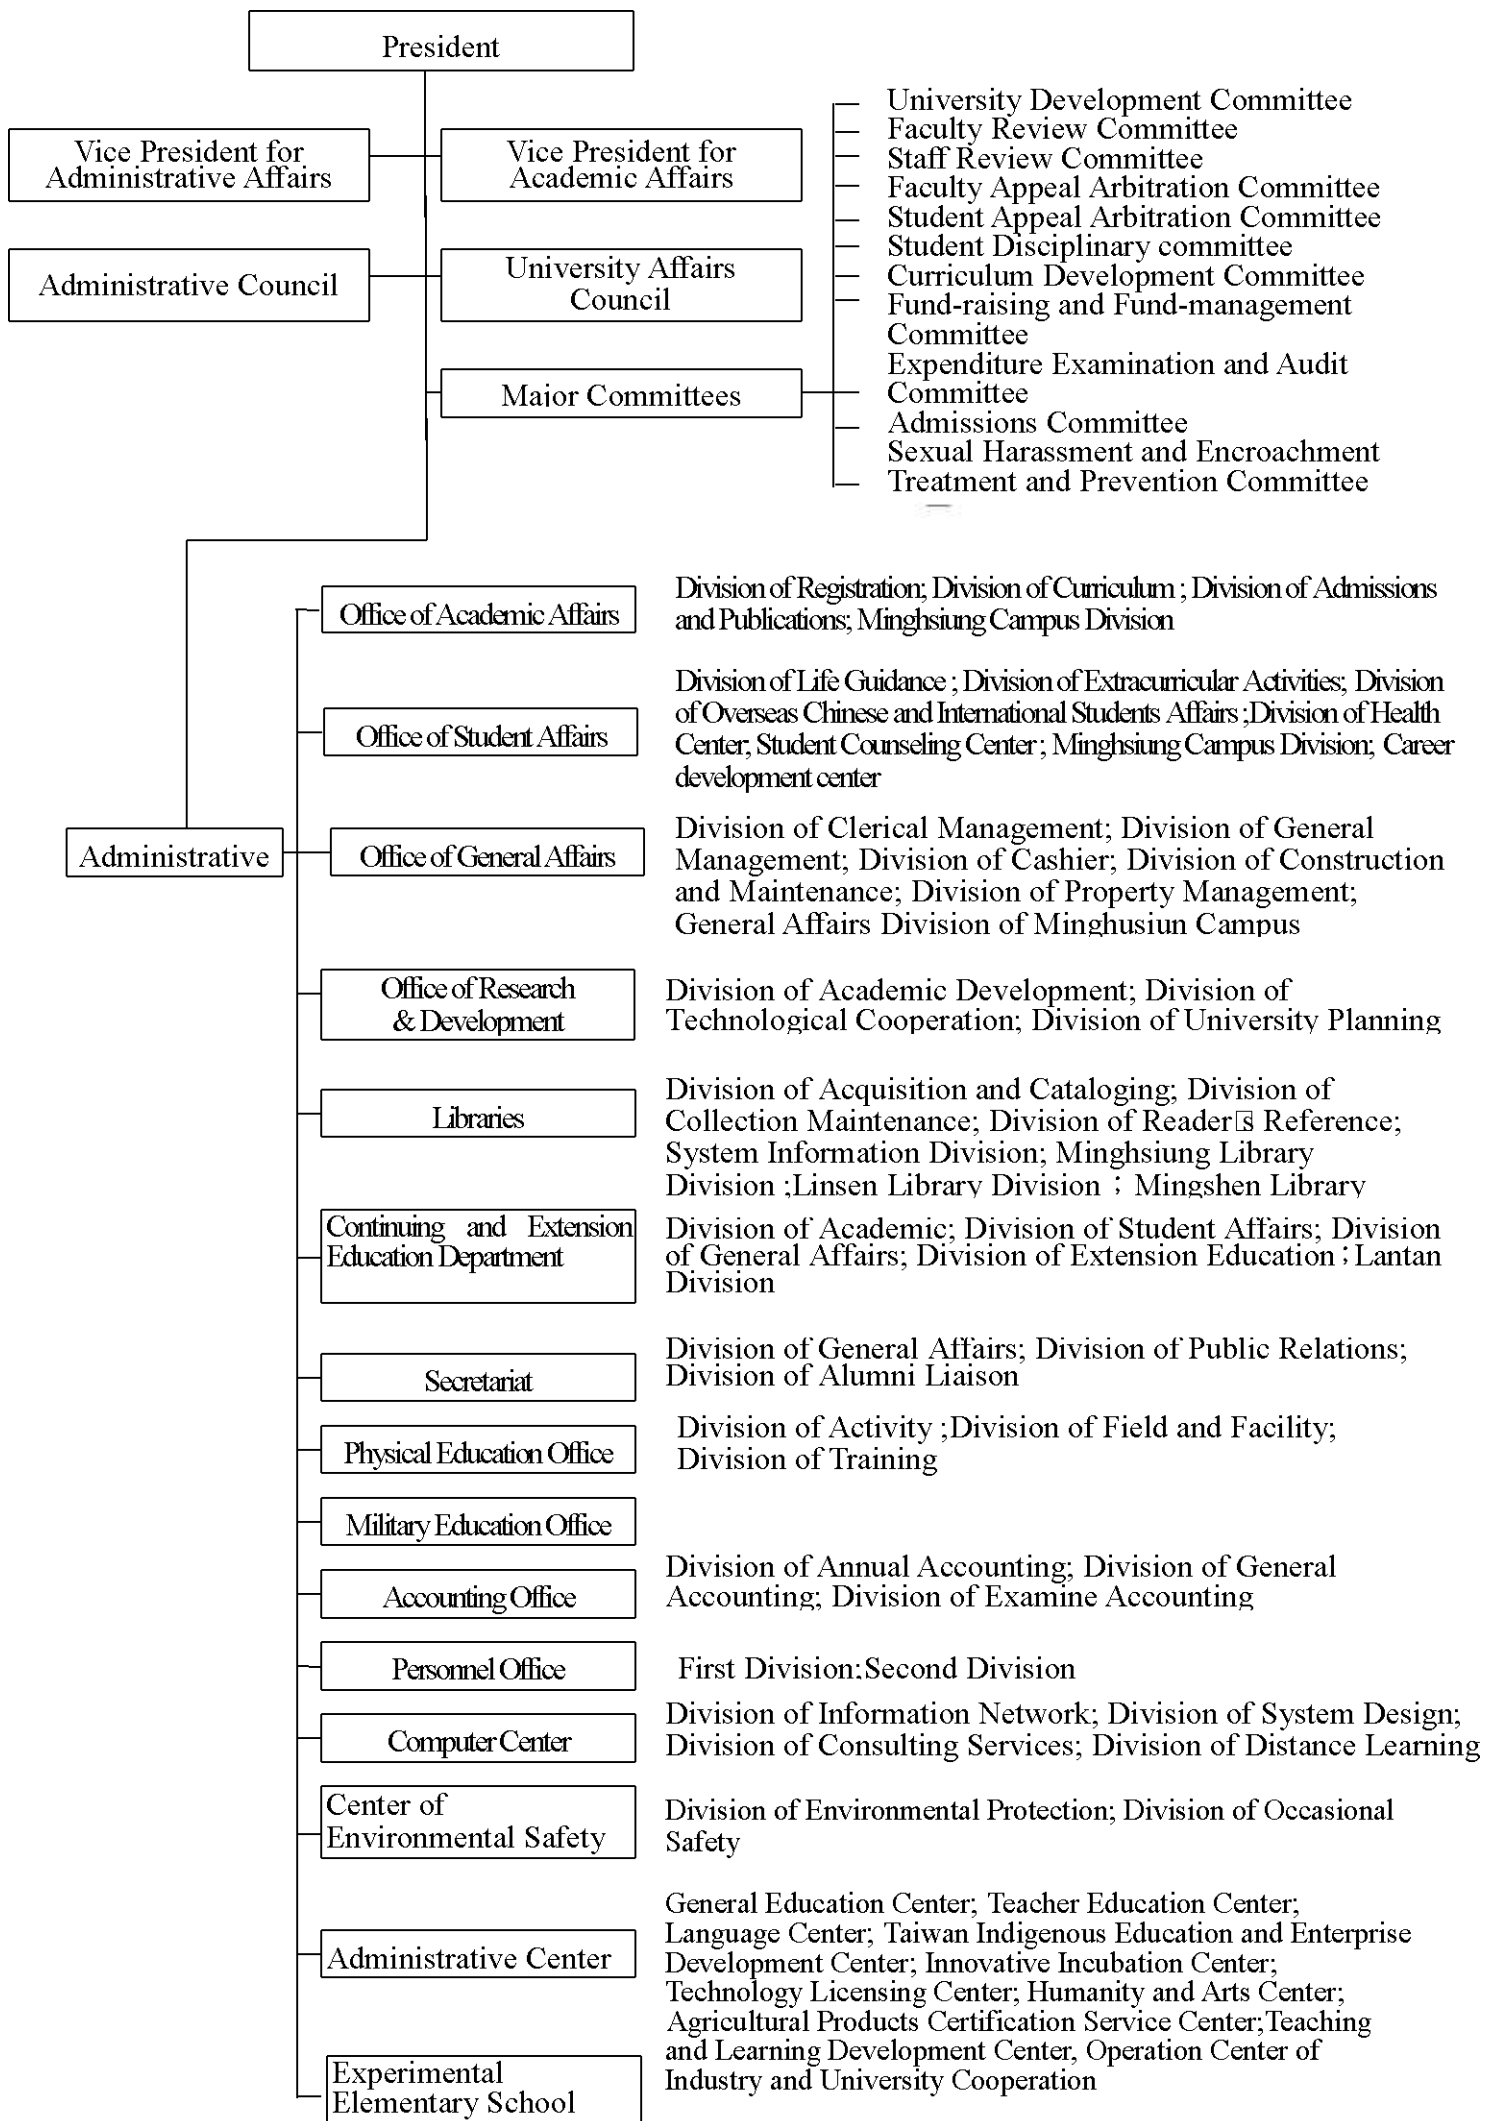 President
Vice President for
Administrative Affairs
Vice President for
Academic Affairs
Administrative Council
University Affairs
Council
Major Committees
University Development Committee
Faculty Review Committee
Staff Review Committee
Faculty Appeal Arbitration Committee
Student Appeal Arbitration Committee
Student Disciplinary committee
Curriculum Development Committee
Fund-raising and Fund-management
Committee
Expenditure Examination and Audit
Committee
Admissions Committee
Sexual Harassment and Encroachment
Treatment and Prevention Committee
Administrative
Office of Academic Affairs
Division of Registration; Division of Curriculum ; Division of Admissions
and Publications; Minghsiung Campus Division
Office of Student Affairs
Division of Life Guidance ; Division of Extracurricular Activities; Division
of Overseas Chinese and International Students Affairs ;Division of Health
Center; Student Counseling Center ; Minghsiung Campus Division; Career
development center
Office of General Affairs
Division of Clerical Management; Division of General
Management; Division of Cashier; Division of Construction
and Maintenance; Division of Property Management;
General Affairs Division of Minghusiun Campus
Office of Research
& Development
Division of Academic Development; Division of
Technological Cooperation; Division of University Planning
Libraries
Division of Acquisition and Cataloging; Division of
Collection Maintenance; Division of Reader s Reference;
System Information Division; Minghsiung Library
Division ;Linsen Library Division ； Mingshen Library
Continuing and Extension
Education Department
Division of Academic; Division of Student Affairs; Division
of General Affairs; Division of Extension Education；Lantan
Division
Secretariat
Division of General Affairs; Division of Public Relations;
Division of Alumni Liaison
Physical Education Office
Division of Activity ;Division of Field and Facility;
Division of Training
Military Education Office
Accounting Office
Division of Annual Accounting; Division of General
Accounting; Division of Examine Accounting
Personnel Office
First Division;Second Division
Computer Center
Division of Information Network; Division of System Design;
Division of Consulting Services; Division of Distance Learning
Center of
Environmental Safety
Division of Environmental Protection; Division of Occasional
Safety
Administrative Center
General Education Center; Teacher Education Center;
Language Center; Taiwan Indigenous Education and Enterprise
Development Center; Innovative Incubation Center;
Technology Licensing Center; Humanity and Arts Center;
Agricultural Products Certification Service Center;Teaching
and Learning Development Center, Operation Center of
Industry and University Cooperation
Experimental
Elementary School